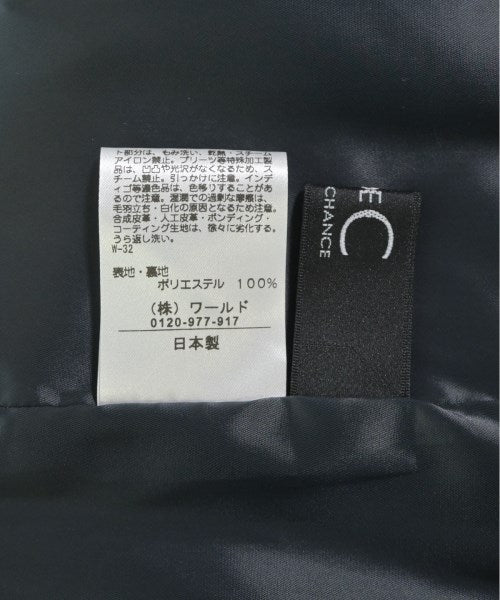 ト部分は、もみ洗い、乾燥、スチーム
アイロン禁止。プリーツ等特殊加工製
品は、凹凸や光沢がなくなるため、ス
チーム禁止。引っかけに注意。インデ
ィゴ等濃色品は、色移りすることがあ
るので注意。湿潤での過剰な摩擦は、
毛羽立ち・白化の原因となるため注意。
合成皮革・人工皮革・ボンディング・
コーティング生地は、徐々に劣化する。
うら返し洗い。
W-32
表地・裏地
ポリエステル 100%
(株)ワールド
0120-977-917
日本製
C
CHANCE